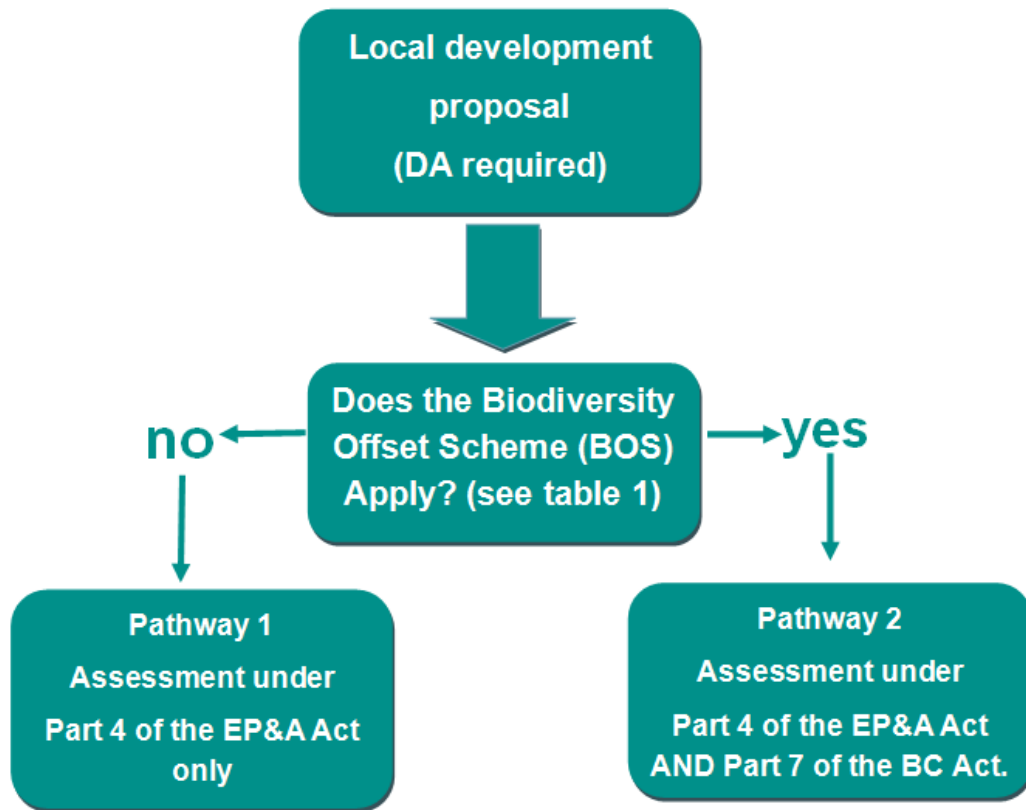 Local development
proposal
(DA required)
Does the Biodiversity
Offset Scheme (BOS)
Apply? (see table 1)
no
yes
Pathway 1
Assessment under
Part 4 of the EP&A Act
only
Pathway 2
Assessment under
Part 4 of the EP&A Act
AND Part 7 of the BC Act.